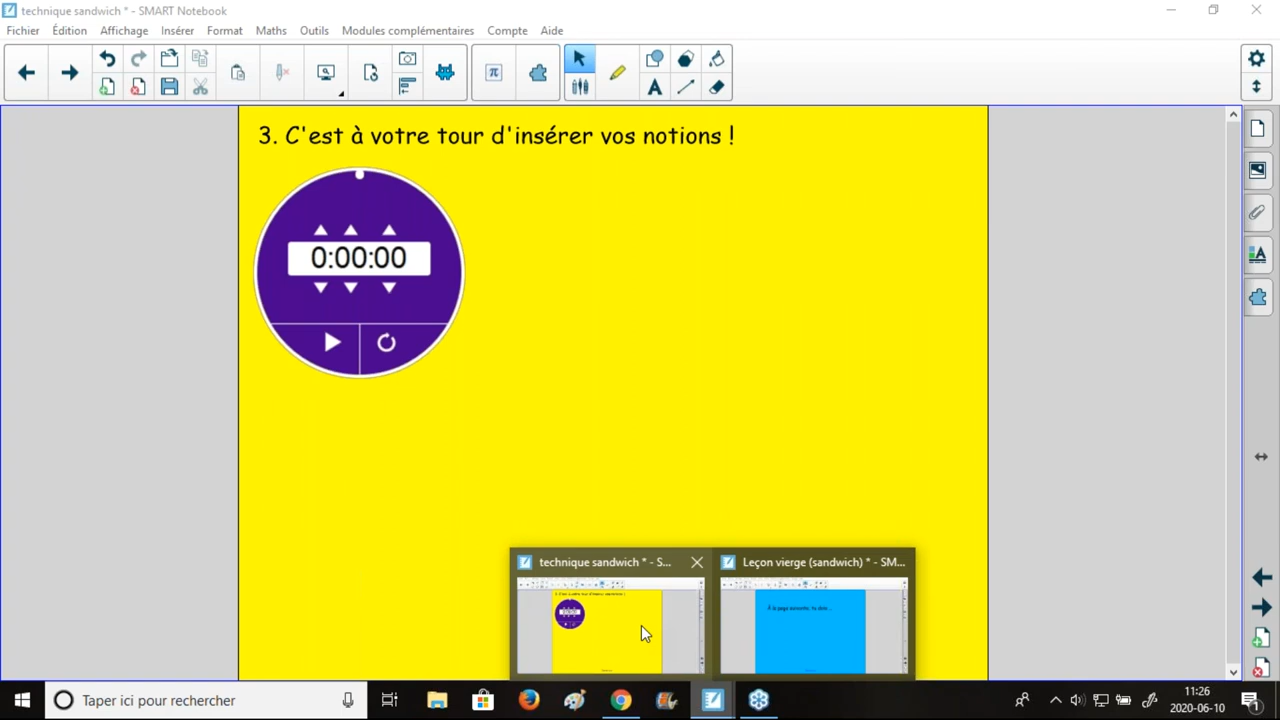 technique sandwich * - SMART Notebook
Fichier Édition Affichage Insérer Format Maths Outils Modules complémentaires Compte Aide
3. C'est à votre tour d'insérer vos notions !
0:00:00
technique sandwich * - S...
Leçon vierge (sandwich) * - SM...
Taper ici pour rechercher
11:26
2020-06-10
1